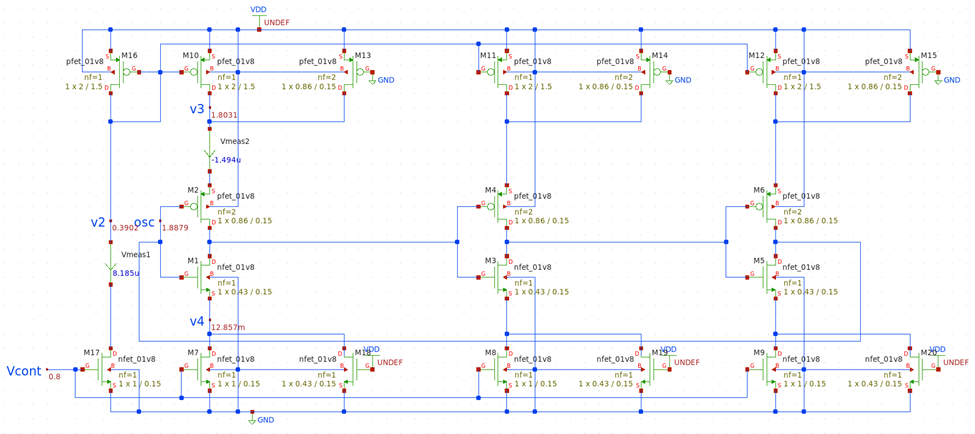 VDD
UNDEF
M16
pfet_01v8
nf=1
1 x 2 / 1.5
M10
pfet_01v8
nf=1
1 x 2 / 1.5
M13
pfet_01v8
nf=2
1 x 0.86 / 0.15
GND
M11
pfet_01v8
nf=1
1 x 2 / 1.5
M14
pfet_01v8
nf=2
1 x 0.86 / 0.15
GND
M12
pfet_01v8
nf=1
1 x 2 / 1.5
M15
pfet_01v8
nf=2
1 x 0.86 / 0.15
GND
v3
1.8031
Vmeas2
-1.494u
M2
pfet_01v8
nf=2
1 x 0.86 / 0.15
M4
pfet_01v8
nf=2
1 x 0.86 / 0.15
M6
pfet_01v8
nf=2
1 x 0.86 / 0.15
v2
0.3902
osc
1.8879
Vmeas1
8.185u
M1
nfet_01v8
nf=1
1 x 0.43 / 0.15
M3
nfet_01v8
nf=1
1 x 0.43 / 0.15
M5
nfet_01v8
nf=1
1 x 0.43 / 0.15
v4
12.857m
Vcont
0.8
M17
nfet_01v8
nf=1
1 x 1 / 0.15
M7
nfet_01v8
nf=1
1 x 1 / 0.15
M18
nfet_01v8
nf=1
1 x 0.43 / 0.15
VDD
UNDEF
M8
nfet_01v8
nf=1
1 x 1 / 0.15
M19
nfet_01v8
nf=1
1 x 0.43 / 0.15
VDD
UNDEF
M9
nfet_01v8
nf=1
1 x 1 / 0.15
M20
nfet_01v8
nf=1
1 x 0.43 / 0.15
VDD
UNDEF
GND